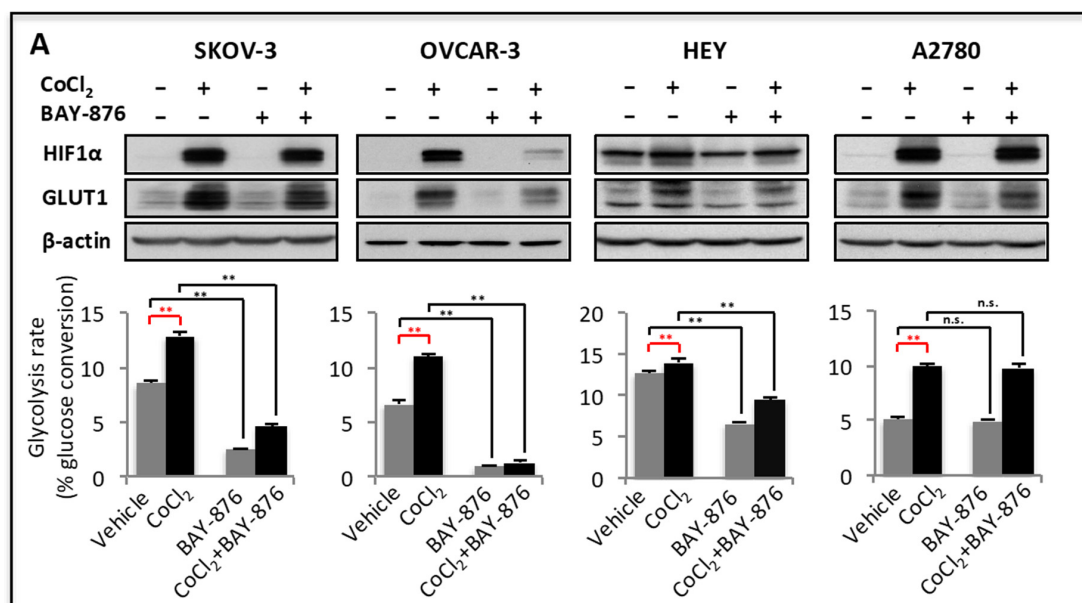 A
SKOV-3 OVCAR-3 HEY A2780
CoCl₂ – + – + – + – + – + – + – + – +
BAY-876 – – + + – – + + – – + + – – + +
HIF1α
GLUT1
β-actin
Glycolysis rate
(% glucose conversion)
15
10
5
0
**
**
**
Vehicle
CoCl₂
BAY-876
CoCl₂+BAY-876
15
10
5
0
**
**
**
Vehicle
CoCl₂
BAY-876
CoCl₂+BAY-876
20
15
10
5
0
**
**
**
Vehicle
CoCl₂
BAY-876
CoCl₂+BAY-876
15
10
5
0
n.s.
n.s.
**
Vehicle
CoCl₂
BAY-876
CoCl₂+BAY-876